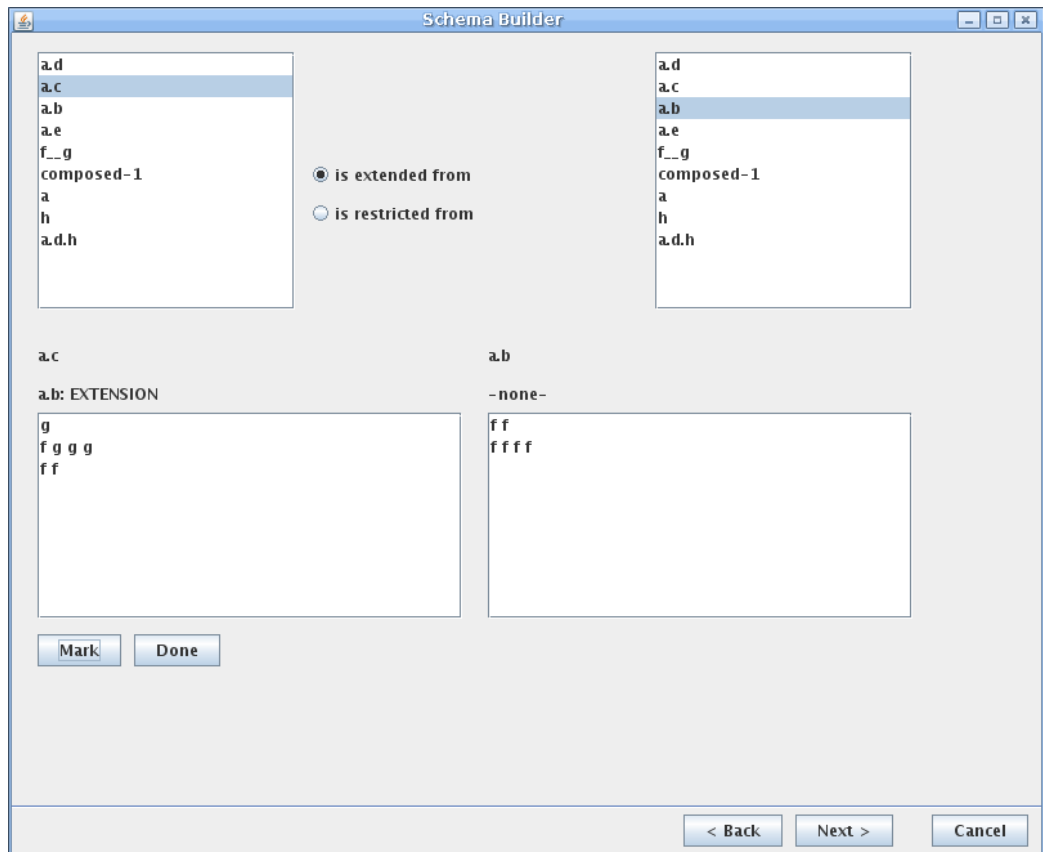 Schema Builder
a.d
a.c
a.b
a.e
f__g
composed-1
a
h
a.d.h
is extended from
is restricted from
a.d
a.c
a.b
a.e
f__g
composed-1
a
h
a.d.h
a.c
a.b: EXTENSION
g
f g g g
f f
a.b
-none-
f f
f f f f
Mark Done
< Back Next > Cancel